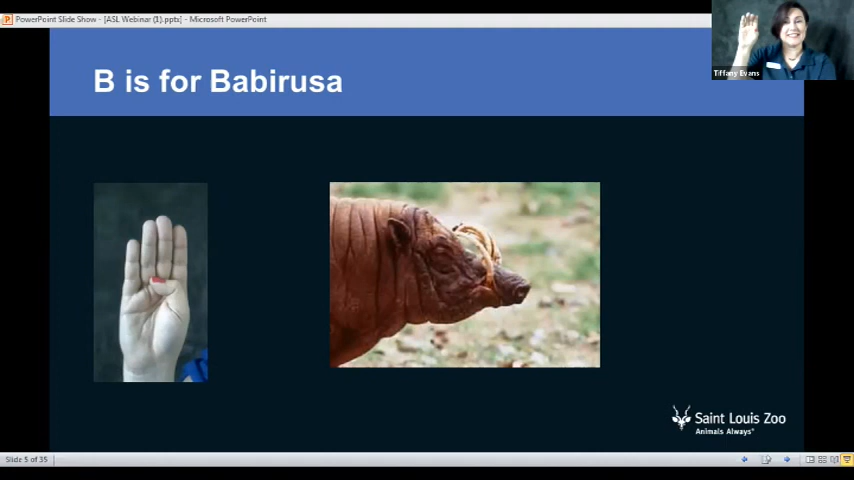 PowerPoint Slide Show - [ASL Webinar (1).pptx] - Microsoft PowerPoint
Tiffany Evans
B is for Babirusa
Saint Louis Zoo
Animals Always®
Slide 5 of 35